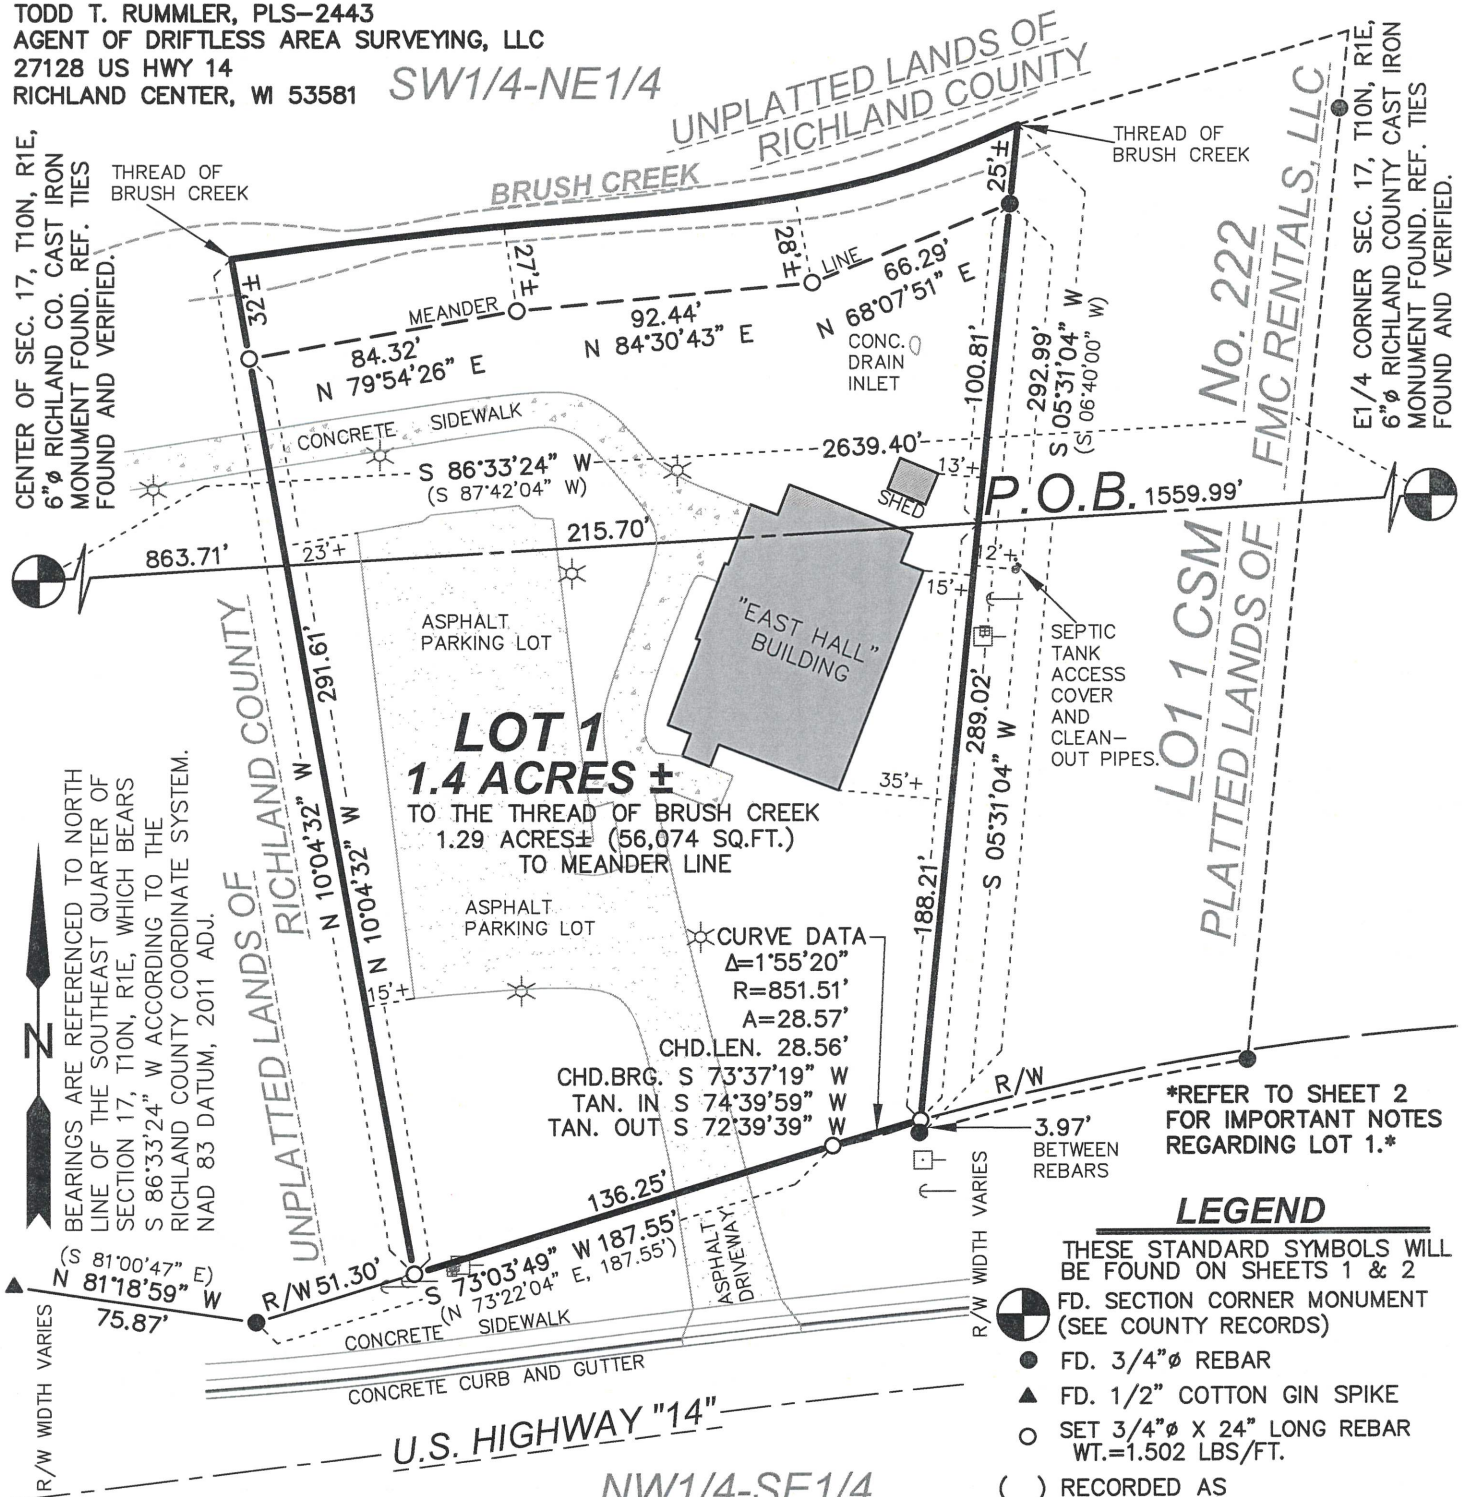 TODD T. RUMMLER, PLS-2443
AGENT OF DRIFTLESS AREA SURVEYING, LLC
27128 US HWY 14
RICHLAND CENTER, WI 53581
SW1/4-NE1/4
UNPLATTED LANDS OF
RICHLAND COUNTY
CENTER OF SEC. 17, T10N, R1E,
6"ø RICHLAND CO. CAST IRON
MONUMENT FOUND. REF. TIES
FOUND AND VERIFIED.
THREAD OF
BRUSH CREEK
BRUSH CREEK
THREAD OF
BRUSH CREEK
E1/4 CORNER SEC. 17, T10N, R1E,
6"ø RICHLAND COUNTY CAST IRON
MONUMENT FOUND. REF. TIES
FOUND AND VERIFIED.
25'±
32'±
27'±
28'±
MEANDER
LINE
84.32'
N 79°54'26" E
92.44'
N 84°30'43" E
66.29'
N 68°07'51" E
CONC.
DRAIN
INLET
100.81'
292.99'
S 05°31'04" W
(S 06°40'00" W)
No. 222
FMC RENTALS, LLC
LOT 1 CSM
PLATTED LANDS OF
CONCRETE SIDEWALK
S 86°33'24" W
(S 87°42'04" W)
2639.40'
13'+
SHED
P.O.B.
1559.99'
863.71'
23'+
215.70'
12'+
15'+
ASPHALT
PARKING LOT
"EAST HALL"
BUILDING
SEPTIC
TANK
ACCESS
COVER
AND
CLEAN-
OUT PIPES.
291.61'
N 10°04'32" W
N 10°04'32" W
289.02'
S 05°31'04" W
LOT 1
1.4 ACRES ±
TO THE THREAD OF BRUSH CREEK
1.29 ACRES± (56,074 SQ.FT.)
TO MEANDER LINE
35'+
188.21'
UNPLATTED LANDS OF
RICHLAND COUNTY
BEARINGS ARE REFERENCED TO NORTH
LINE OF THE SOUTHEAST QUARTER OF
SECTION 17, T10N, R1E, WHICH BEARS
S 86°33'24" W ACCORDING TO THE
RICHLAND COUNTY COORDINATE SYSTEM.
NAD 83 DATUM, 2011 ADJ.
N
ASPHALT
PARKING LOT
15'+
CURVE DATA
Δ=1°55'20"
R=851.51'
A=28.57'
CHD.LEN. 28.56'
CHD.BRG. S 73°37'19" W
TAN. IN S 74°39'59" W
TAN. OUT S 72°39'39" W
R/W
3.97'
BETWEEN
REBARS
*REFER TO SHEET 2
FOR IMPORTANT NOTES
REGARDING LOT 1.*
136.25'
(S 81°00'47" E)
N 81°18'59" W
75.87'
R/W 51.30'
S 73°03'49" W 187.55'
(N 73°22'04" E, 187.55')
ASPHALT
DRIVEWAY
CONCRETE SIDEWALK
CONCRETE CURB AND GUTTER
R/W WIDTH VARIES
R/W WIDTH VARIES
U.S. HIGHWAY "14"
NW1/4-SE1/4
LEGEND
THESE STANDARD SYMBOLS WILL
BE FOUND ON SHEETS 1 & 2
FD. SECTION CORNER MONUMENT
(SEE COUNTY RECORDS)
FD. 3/4"ø REBAR
FD. 1/2" COTTON GIN SPIKE
SET 3/4"ø X 24" LONG REBAR
WT.=1.502 LBS/FT.
( ) RECORDED AS